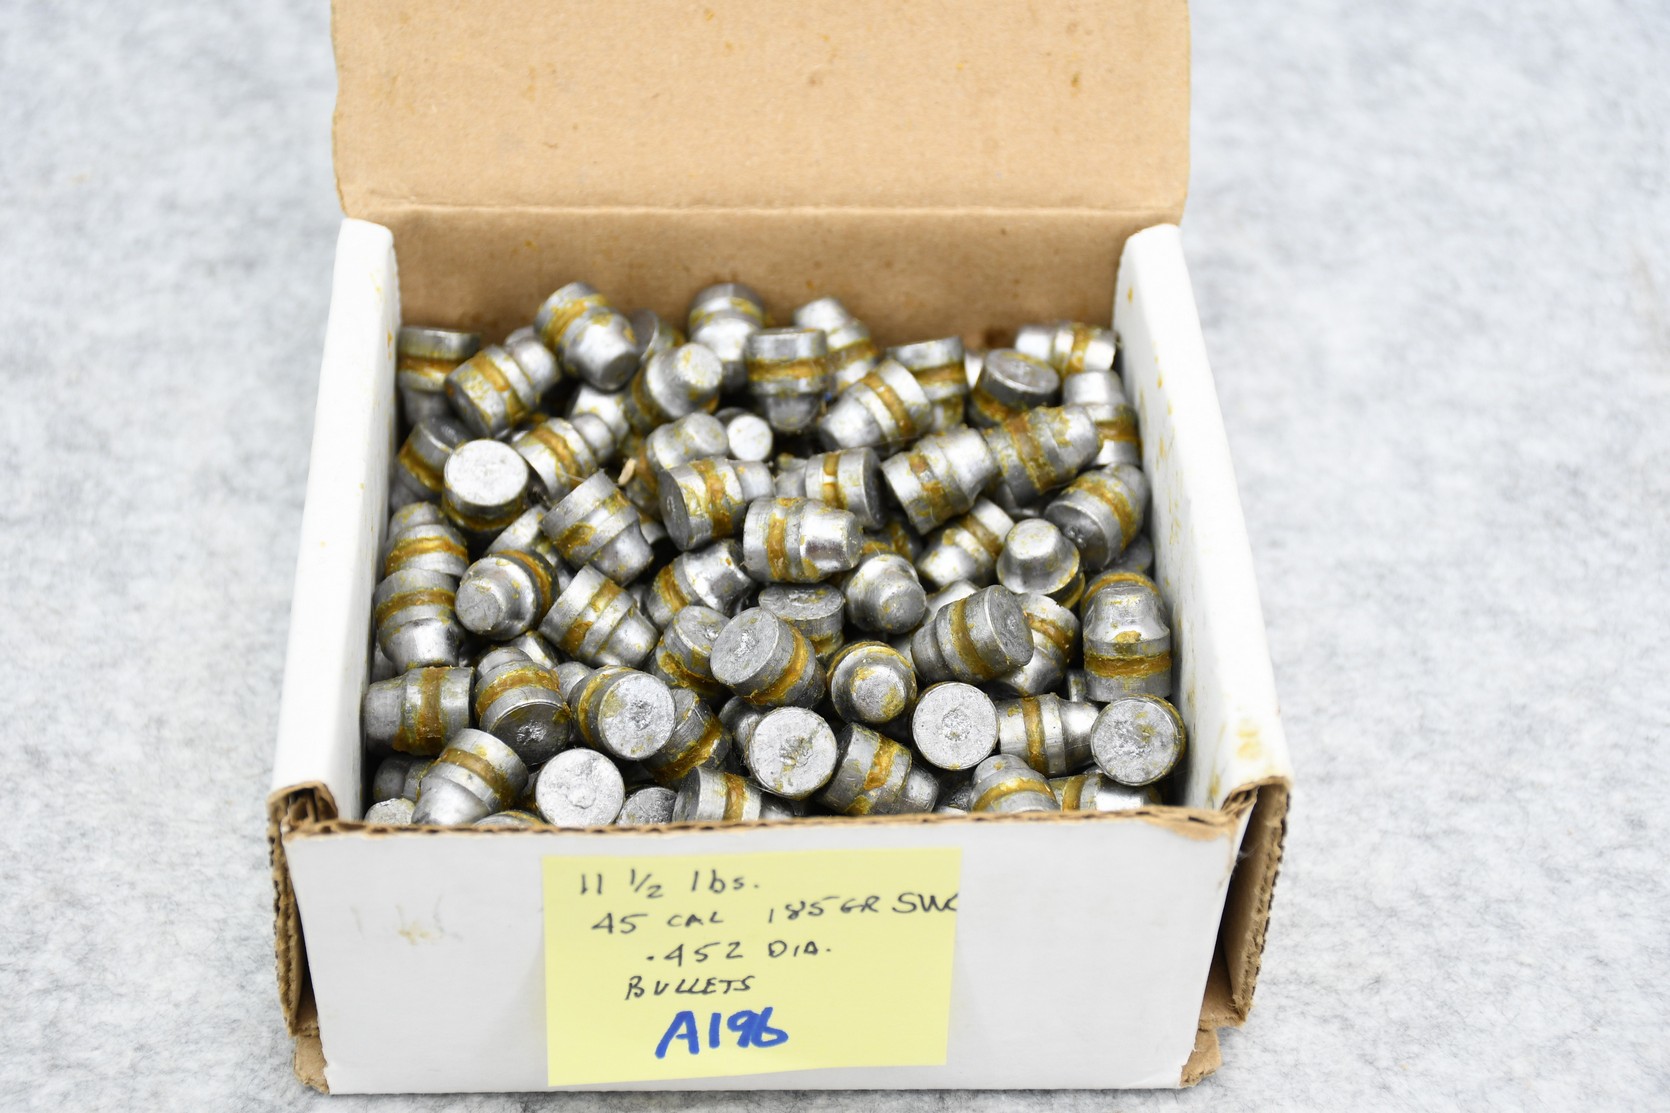 11 1/2 lbs.
45 CAL 185 GR SWC
.452 DIA.
BULLETS
A196